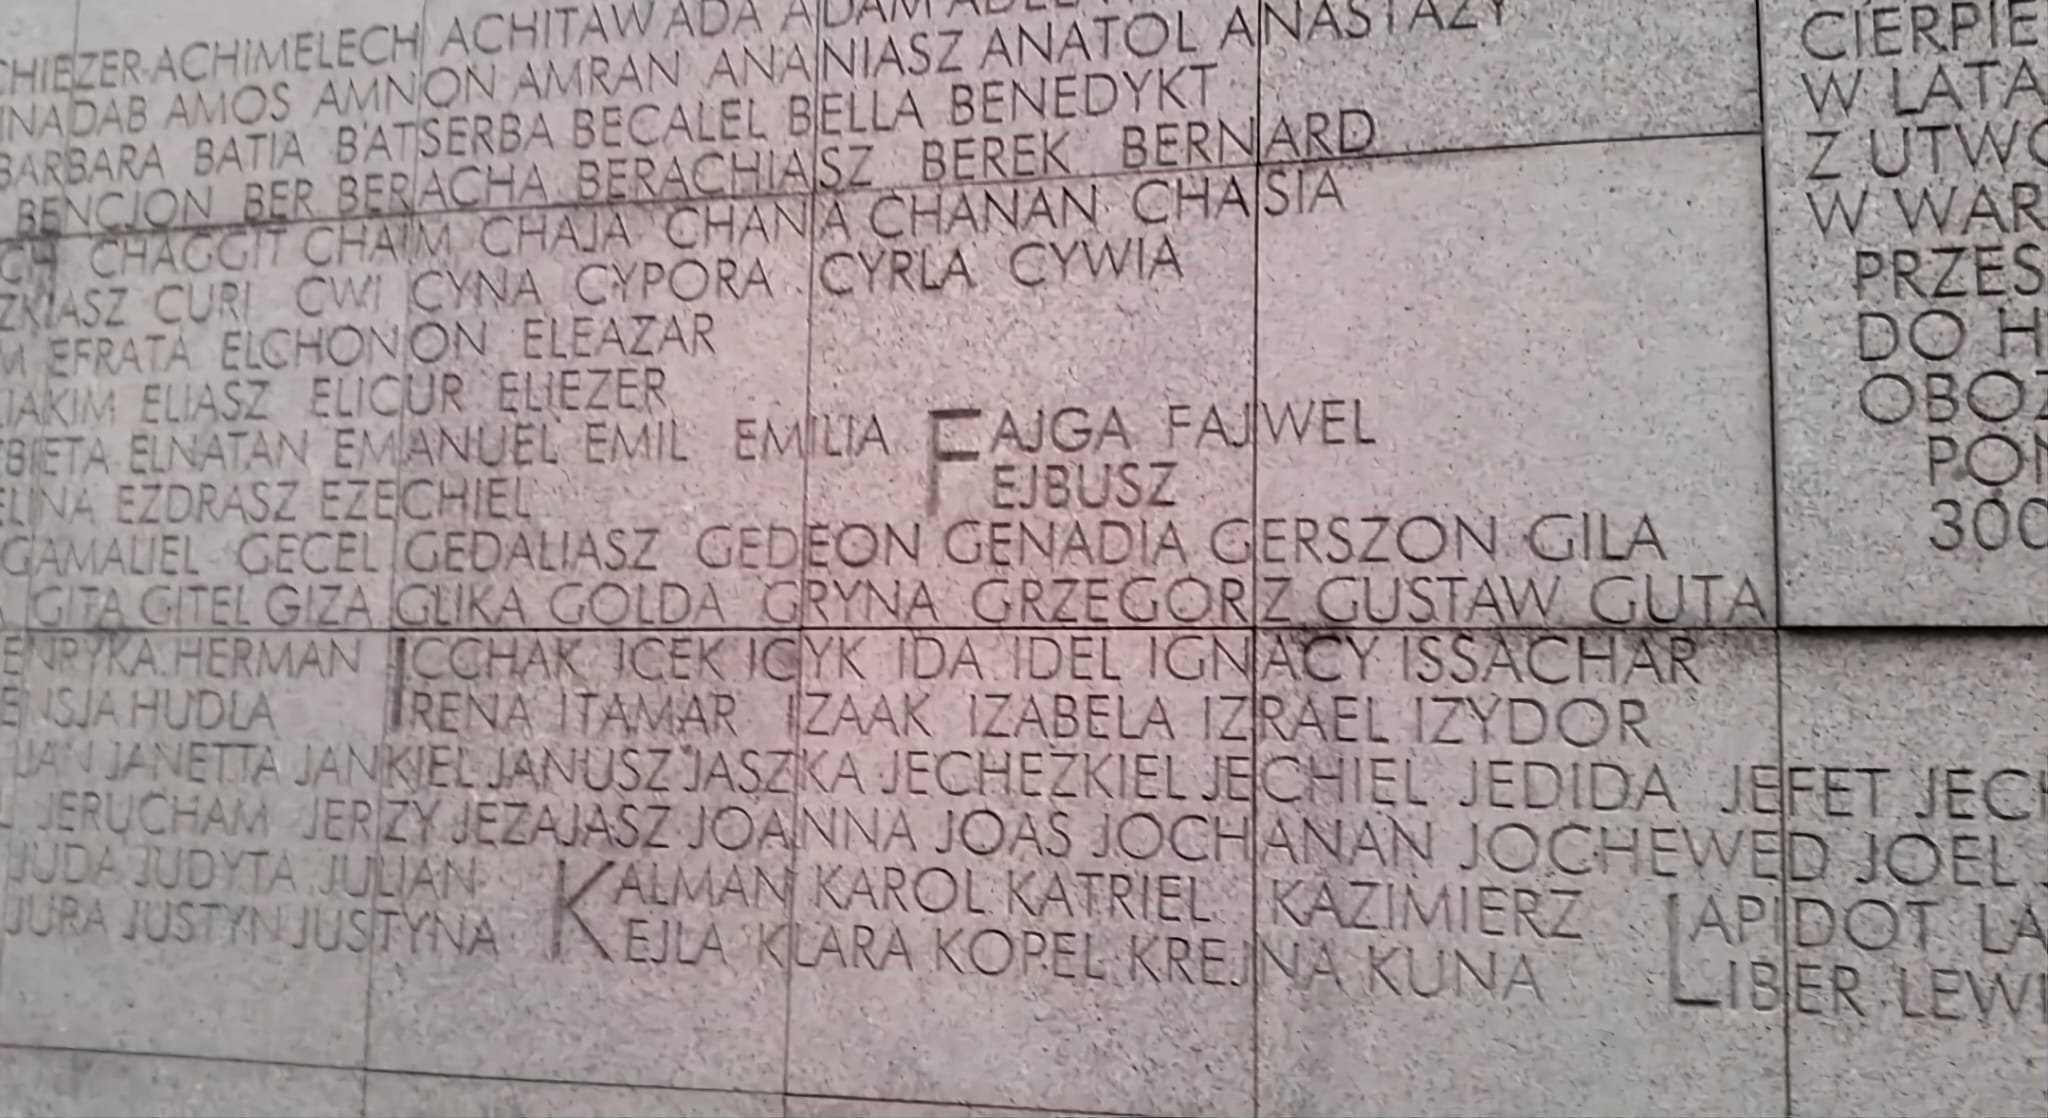 ACHIMELECH ACHITAW ADA ADAM
AMOS AMNON AMRAN ANANIASZ ANATOL ANASTAZY
BARBARA BATIA BATSERBA BECALEL BELLA BENEDYKT
BENCJON BER BERACHA BERACHIASZ BEREK BERNARD
CHAGGIT CHAIM CHAJA CHANA CHANAN CHASIA
CURI CWI CYNA CYPORA CYRLA CYWIA
EFRATA ELCHONON ELEAZAR
ELIASZ ELICUR ELIEZER
ELNATAN EMANUEL EMIL EMILIA FAJGA FAJWEL
EZDRASZ EZECHIEL FEJBUSZ
GAMALIEL GECEL GEDALIASZ GEDEON GENADIA GERSZON GILA
GITA GITEL GIZA GLIKA GOLDA GRYNA GRZEGORZ GUSTAW GUTA
HERMAN ICCHAK ICEK ICYK IDA IDEL IGNACY ISSACHAR
HUDLA IRENA ITAMAR IZAAK IZABELA IZRAEL IZYDOR
JAN JANETTA JANKIEL JANUSZ JASZKA JECHEZKIEL JECHIEL JEDIDA JEFET JECH
JERUCHAM JERZY JEZAJASZ JOANNA JOAS JOCHANAN JOCHEWED JOEL
JUDA JUDYTA JULIAN KALMAN KAROL KATRIEL KAZIMIERZ LAPIDOT LA
JURA JUSTYN JUSTYNA KEJLA KLARA KOPEL KREJNA KUNA LIBER LEWI
CIERPIE
W LATA
Z UTWO
W WAR
PRZES
DO H
OBOZ
PON
300